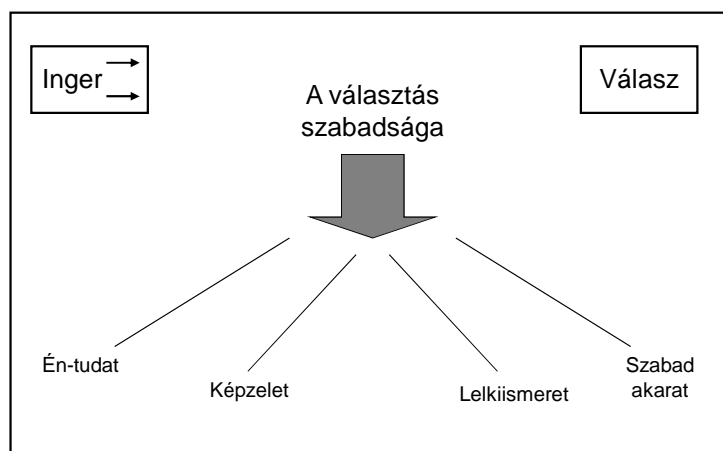 Inger
A választás
szabadsága
Válasz
Én-tudat
Képzelet
Lelkiismeret
Szabad
akarat